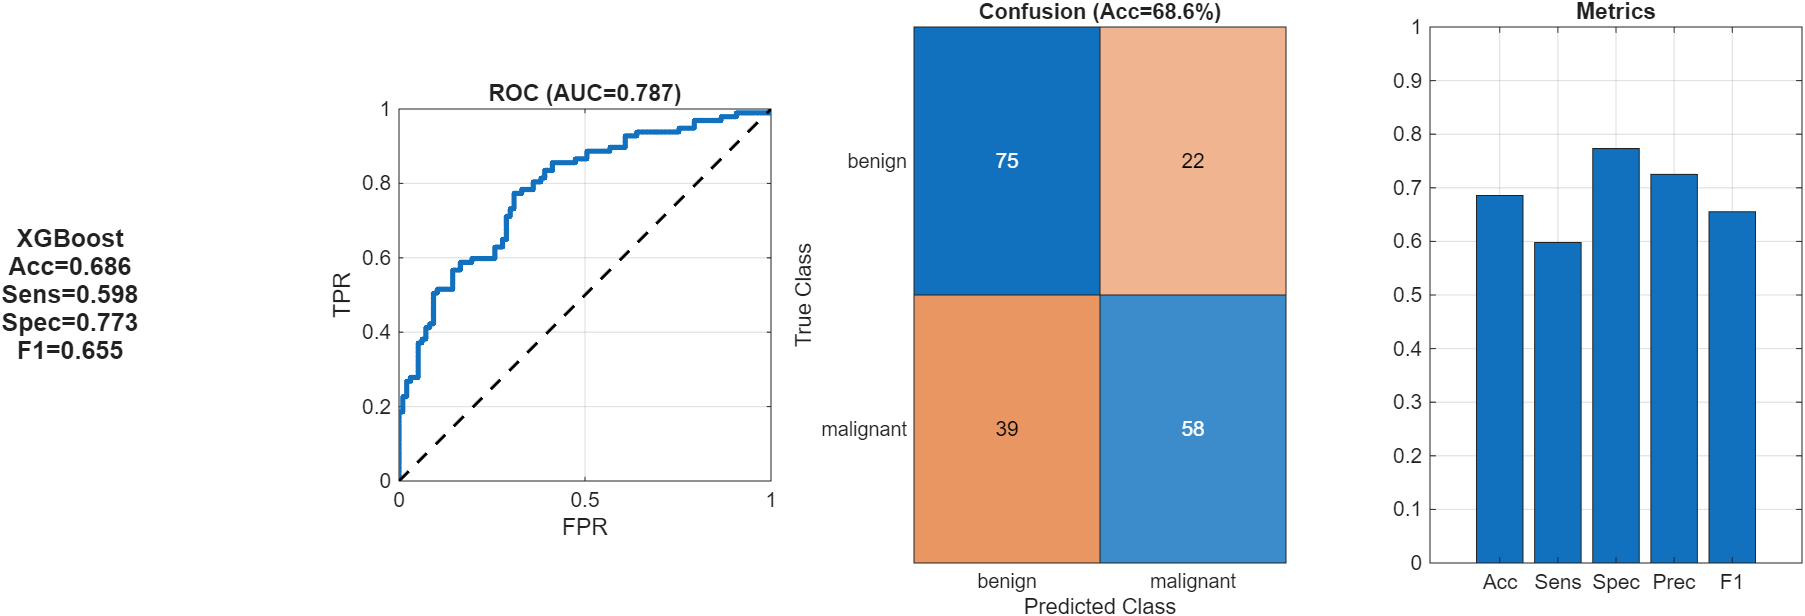 XGBoost
Acc=0.686
Sens=0.598
Spec=0.773
F1=0.655
ROC (AUC=0.787)
1
0.8
0.6
0.4
0.2
0
TPR
0
0.5
1
FPR
Confusion (Acc=68.6%)
True Class
benign
75
22
malignant
39
58
benign
malignant
Predicted Class
Metrics
1
0.9
0.8
0.7
0.6
0.5
0.4
0.3
0.2
0.1
0
Acc
Sens
Spec
Prec
F1